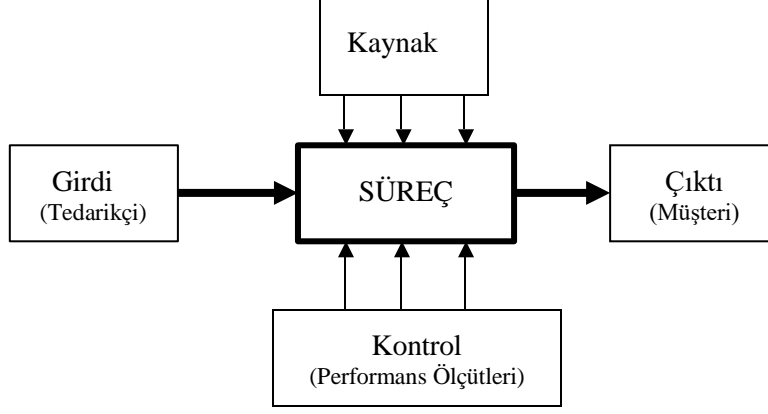 Kaynak
Girdi
(Tedarikçi)
SÜREÇ
Çıktı
(Müşteri)
Kontrol
(Performans Ölçütleri)